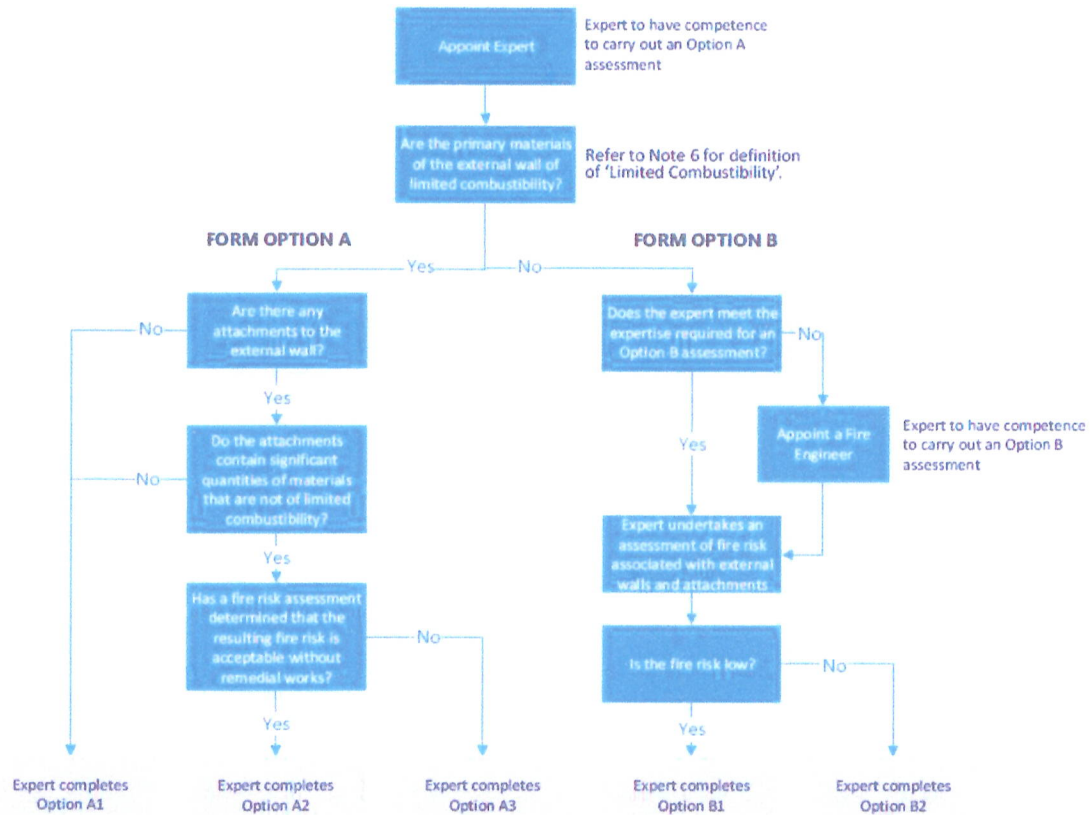 Appoint Expert
Expert to have competence
to carry out an Option A
assessment
Are the primary materials
of the external wall of
limited combustibility?
Refer to Note 6 for definition
of 'Limited Combustibility'.
FORM OPTION A
FORM OPTION B
Yes
No
Are there any
attachments to the
external wall?
No
Yes
Do the attachments
contain significant
quantities of materials
that are not of limited
combustibility?
No
Yes
Has a fire risk assessment
determined that the
resulting fire risk is
acceptable without
remedial works?
No
Yes
Does the expert meet the
expertise required for an
Option B assessment?
No
Yes
Appoint a Fire
Engineer
Expert to have competence
to carry out an Option B
assessment
Expert undertakes an
assessment of fire risk
associated with external
walls and attachments
Is the fire risk low?
No
Yes
Expert completes
Option A1
Expert completes
Option A2
Expert completes
Option A3
Expert completes
Option B1
Expert completes
Option B2